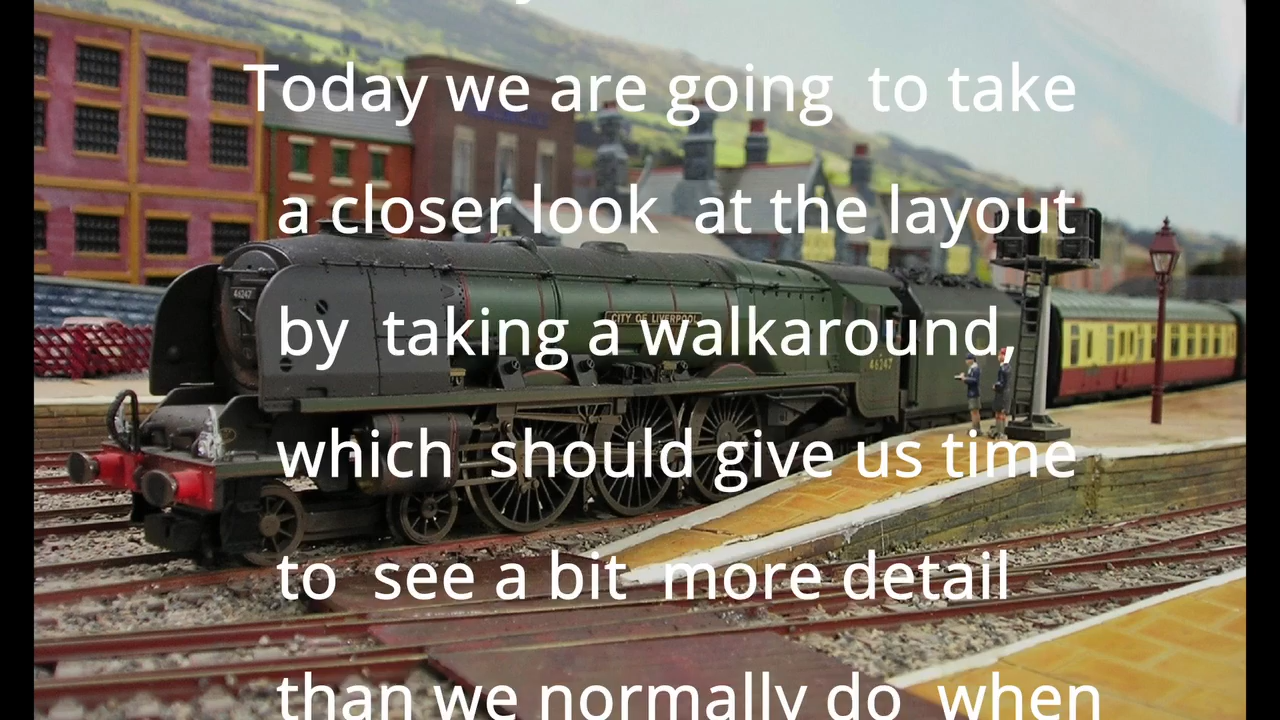 Today we are going to take
a closer look at the layout
by taking a walkaround,
which should give us time
to see a bit more detail
than we normally do when
46247
CITY OF LIVERPOOL
46247